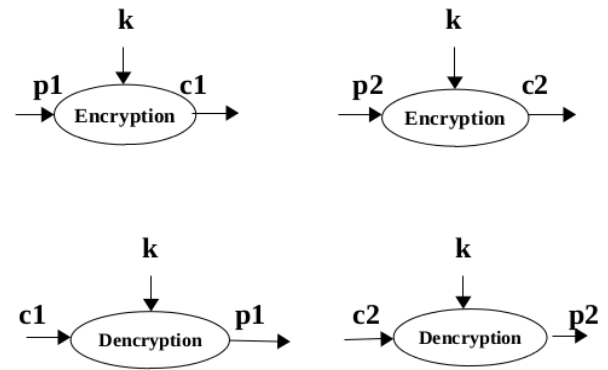 k k
p1 c1 p2 c2
Encryption Encryption
k k
c1 p1 c2 p2
Dencryption Dencryption